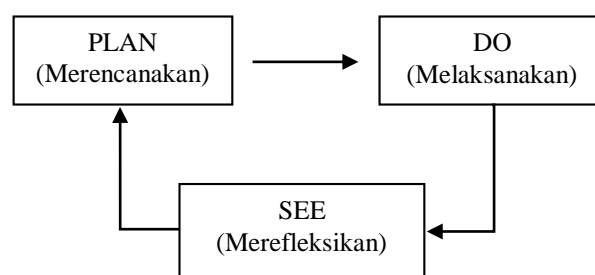 PLAN
(Merencanakan)
DO
(Melaksanakan)
SEE
(Merefleksikan)